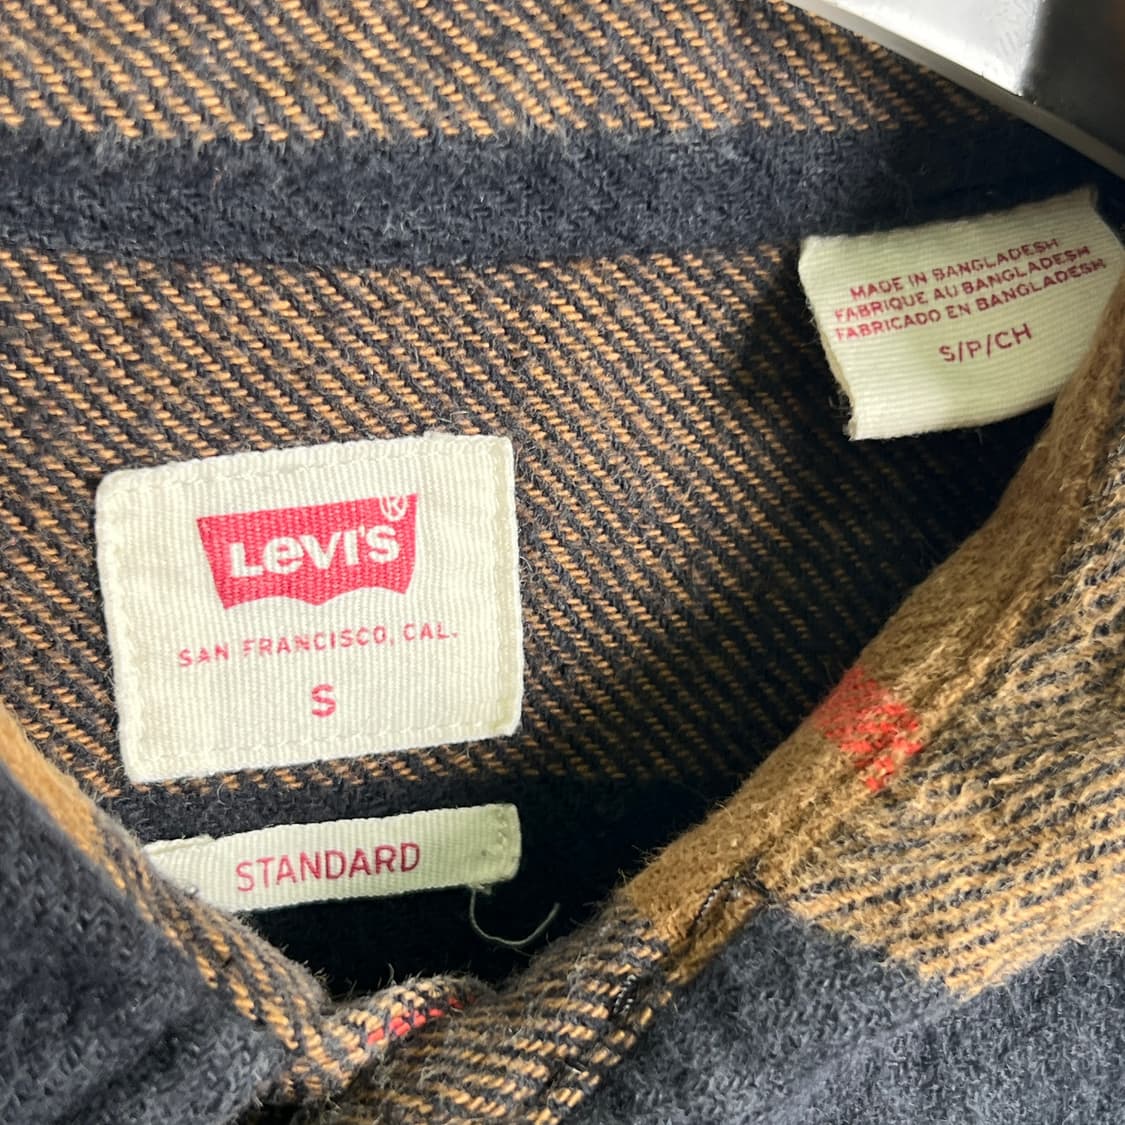 MADE IN BANGLADESH
FABRIQUE AU BANGLADESH
FABRICADO EN BANGLADESH
S/P/CH
LEVI'S®
SAN FRANCISCO, CAL.
S
STANDARD